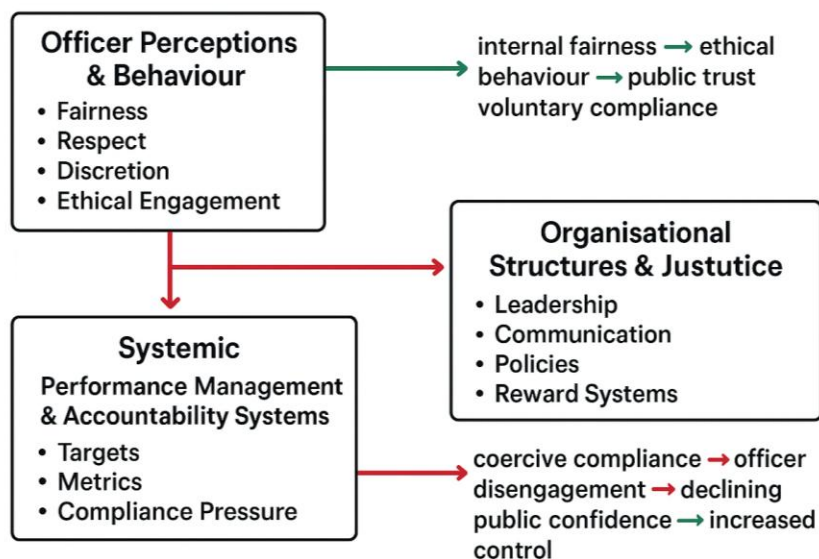 Officer Perceptions
& Behaviour
• Fairness
• Respect
• Discretion
• Ethical Engagement
internal fairness → ethical
behaviour → public trust
voluntary compliance
Organisational
Structures & Justutice
• Leadership
• Communication
• Policies
• Reward Systems
Systemic
Performance Management
& Accountability Systems
• Targets
• Metrics
• Compliance Pressure
coercive compliance → officer
disengagement → declining
public confidence → increased
control